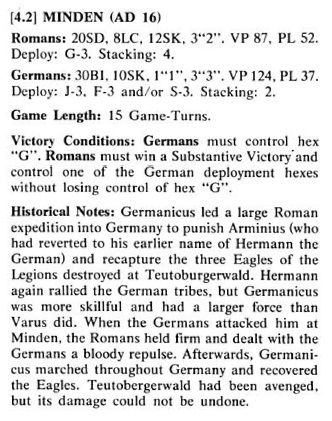 [4.2] MINDEN (AD 16)
Romans: 20SD, 8LC, 12SK, 3“2”. VP 87, PL 52.
Deploy: G-3. Stacking: 4.
Germans: 30BI, 10SK, 1“1”, 3“3”. VP 124, PL 37.
Deploy: J-3, F-3 and/or S-3. Stacking: 2.
Game Length: 15 Game-Turns.
Victory Conditions: Germans must control hex
“G”. Romans must win a Substantive Victory and
control one of the German deployment hexes
without losing control of hex “G”.
Historical Notes: Germanicus led a large Roman
expedition into Germany to punish Arminius (who
had reverted to his earlier name of Hermann the
German) and recapture the three Eagles of the
Legions destroyed at Teutoburgerwald. Hermann
again rallied the German tribes, but Germanicus
was more skillful and had a larger force than
Varus did. When the Germans attacked him at
Minden, the Romans held firm and dealt with the
Germans a bloody repulse. Afterwards, Germani-
cus marched throughout Germany and recovered
the Eagles. Teutobergerwald had been avenged,
but its damage could not be undone.